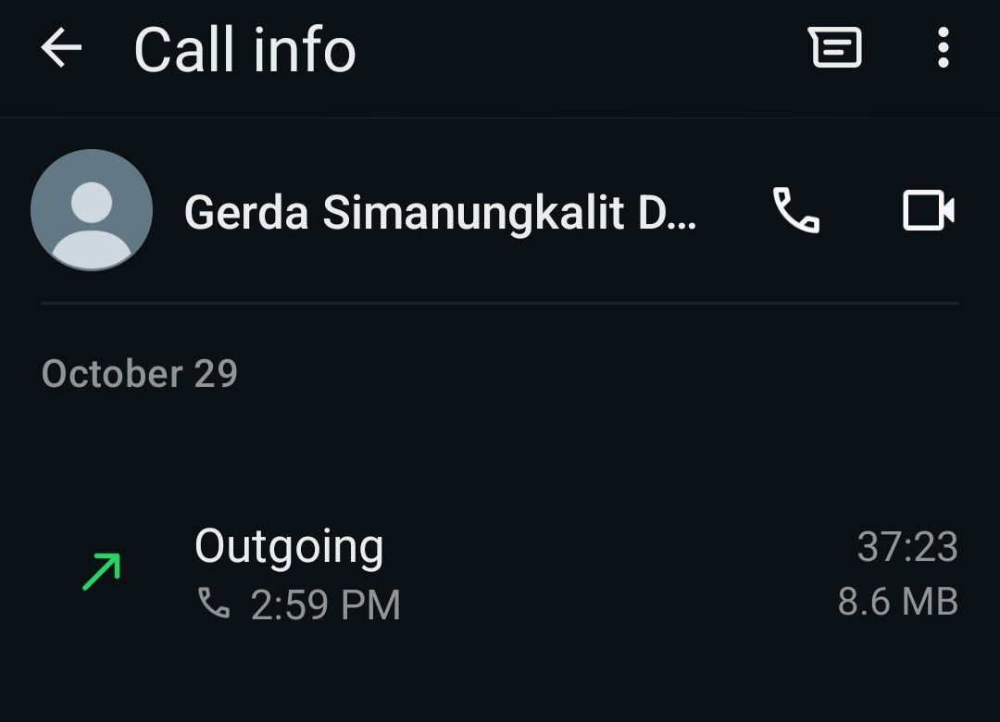 Call info
Gerda Simanungkalit D...
October 29
Outgoing
37:23
2:59 PM
8.6 MB